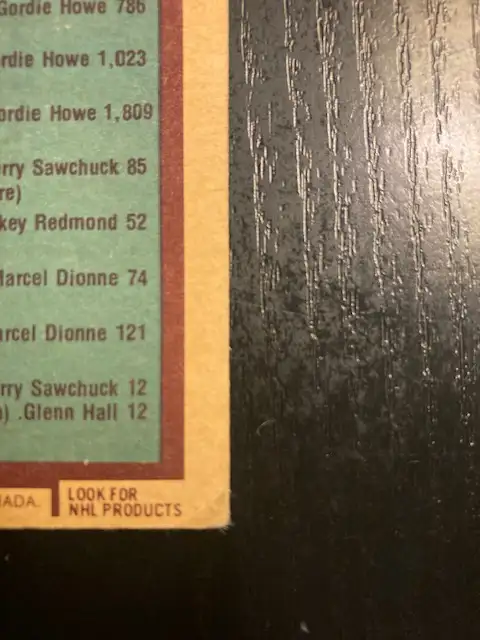 Gordie Howe 786
rdie Howe 1,023
ordie Howe 1,809
rry Sawchuck 85
re)
key Redmond 52
Marcel Dionne 74
arcel Dionne 121
rry Sawchuck 12
) .Glenn Hall 12
NADA.
LOOK FOR
NHL PRODUCTS